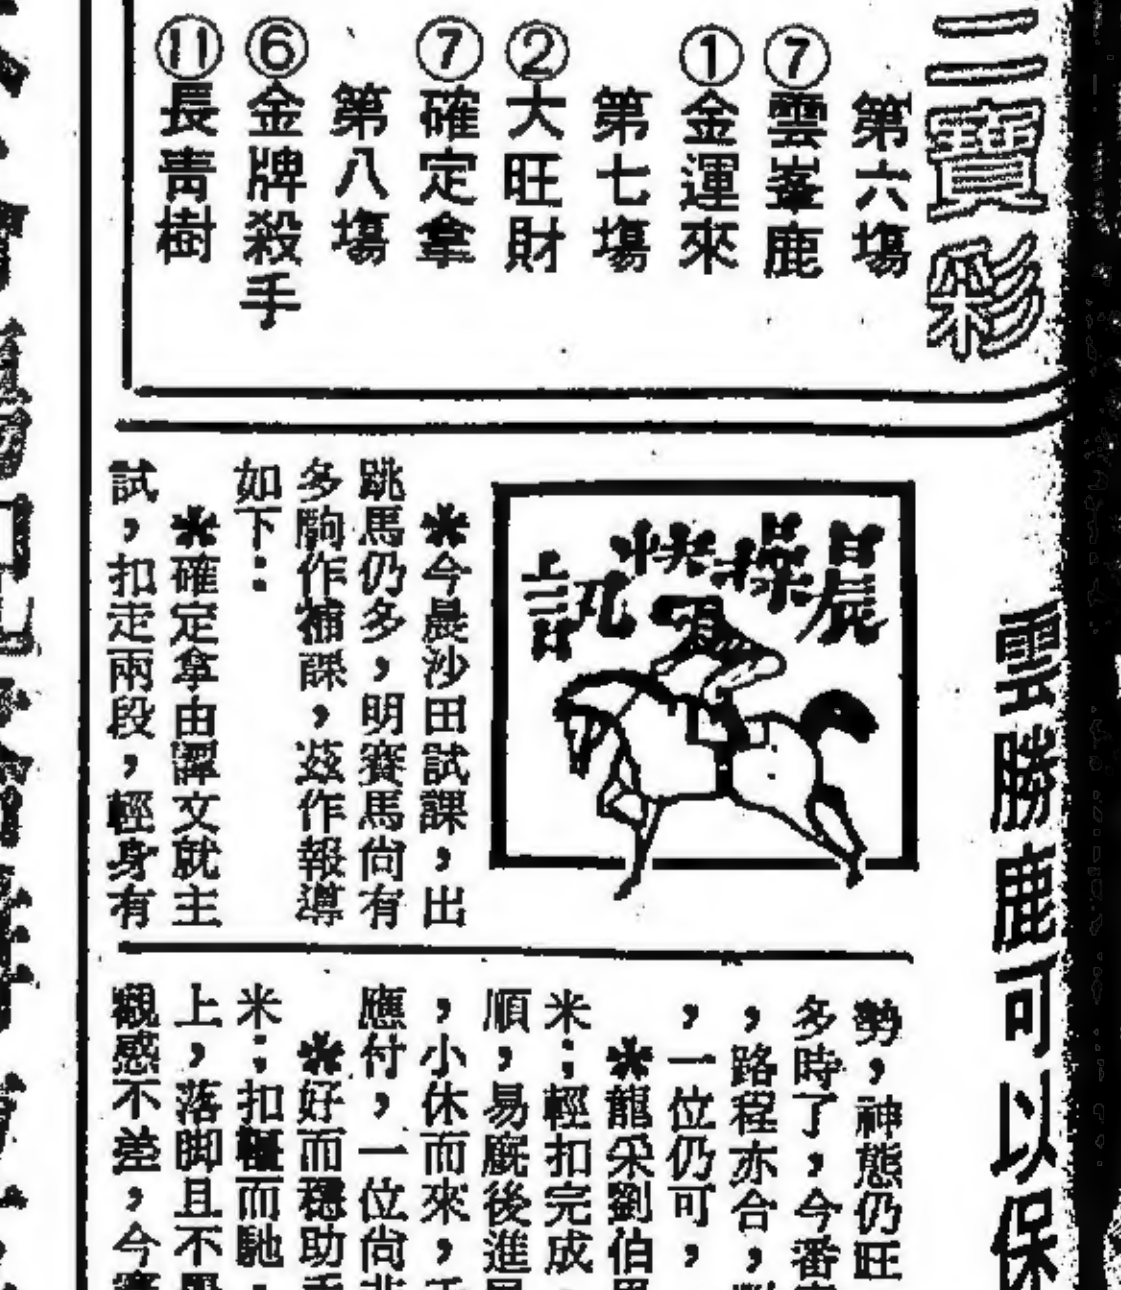 三寶彩
第六場
⑦雲峯鹿
①金運來
第七場
②大旺財
⑦確定拿
第八場
⑥金牌殺手
⑪長青樹
雲勝鹿可以保
晨操快訊
＊今晨沙田試課，出
跳馬仍多，明賽馬尚有
多駒作補課，茲作報導
如下：
＊確定拿由譚文就主
試，扣走兩段，輕身有
勢，神態仍旺
多時了，今番
，路程亦合，
，一位仍可，
＊龍采劉伯
米；輕扣完成
順，易廐後進
，小休而來，
應付，一位尚
＊好而穩助手
米；扣韁而馳
上，落脚且不
觀感不差，今賽